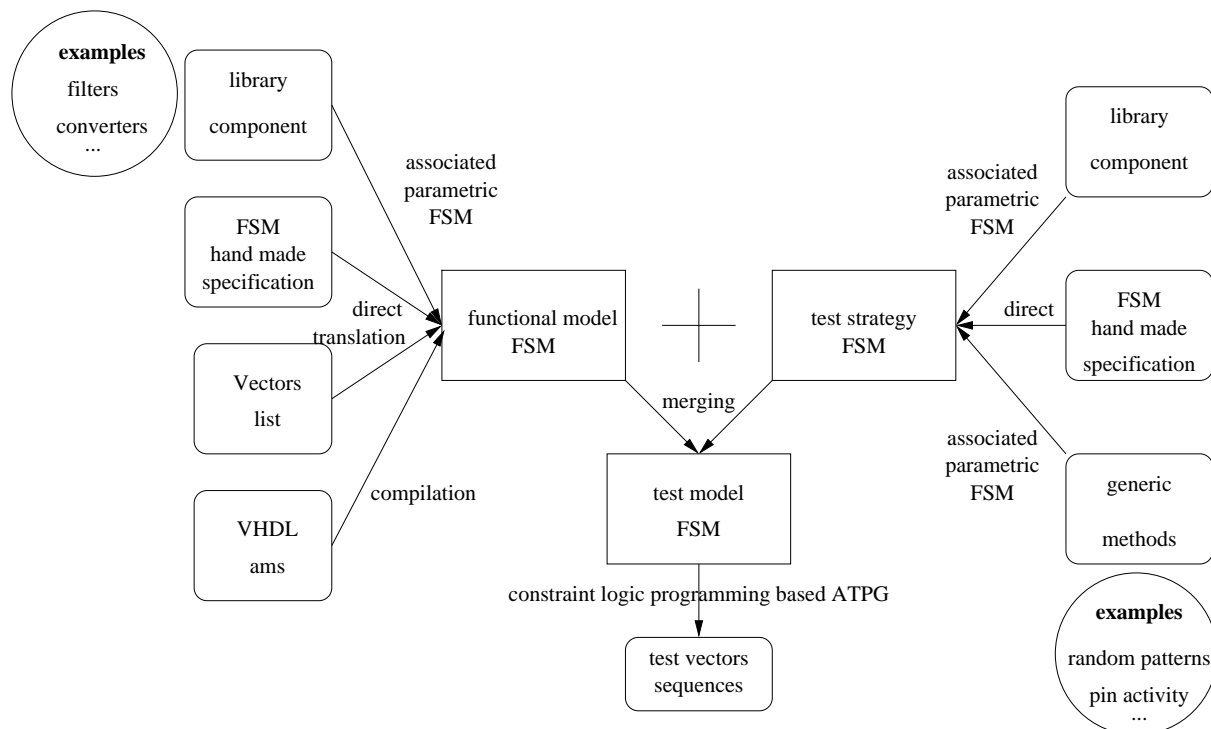 examples
filters
converters
...
library
component
associated
parametric
FSM
FSM
hand made
specification
direct
translation
Vectors
list
VHDL
ams
compilation
functional model
FSM
test strategy
FSM
merging
test model
FSM
constraint logic programming based ATPG
test vectors
sequences
library
component
associated
parametric
FSM
direct
FSM
hand made
specification
associated
parametric
FSM
generic
methods
examples
random patterns
pin activity
...